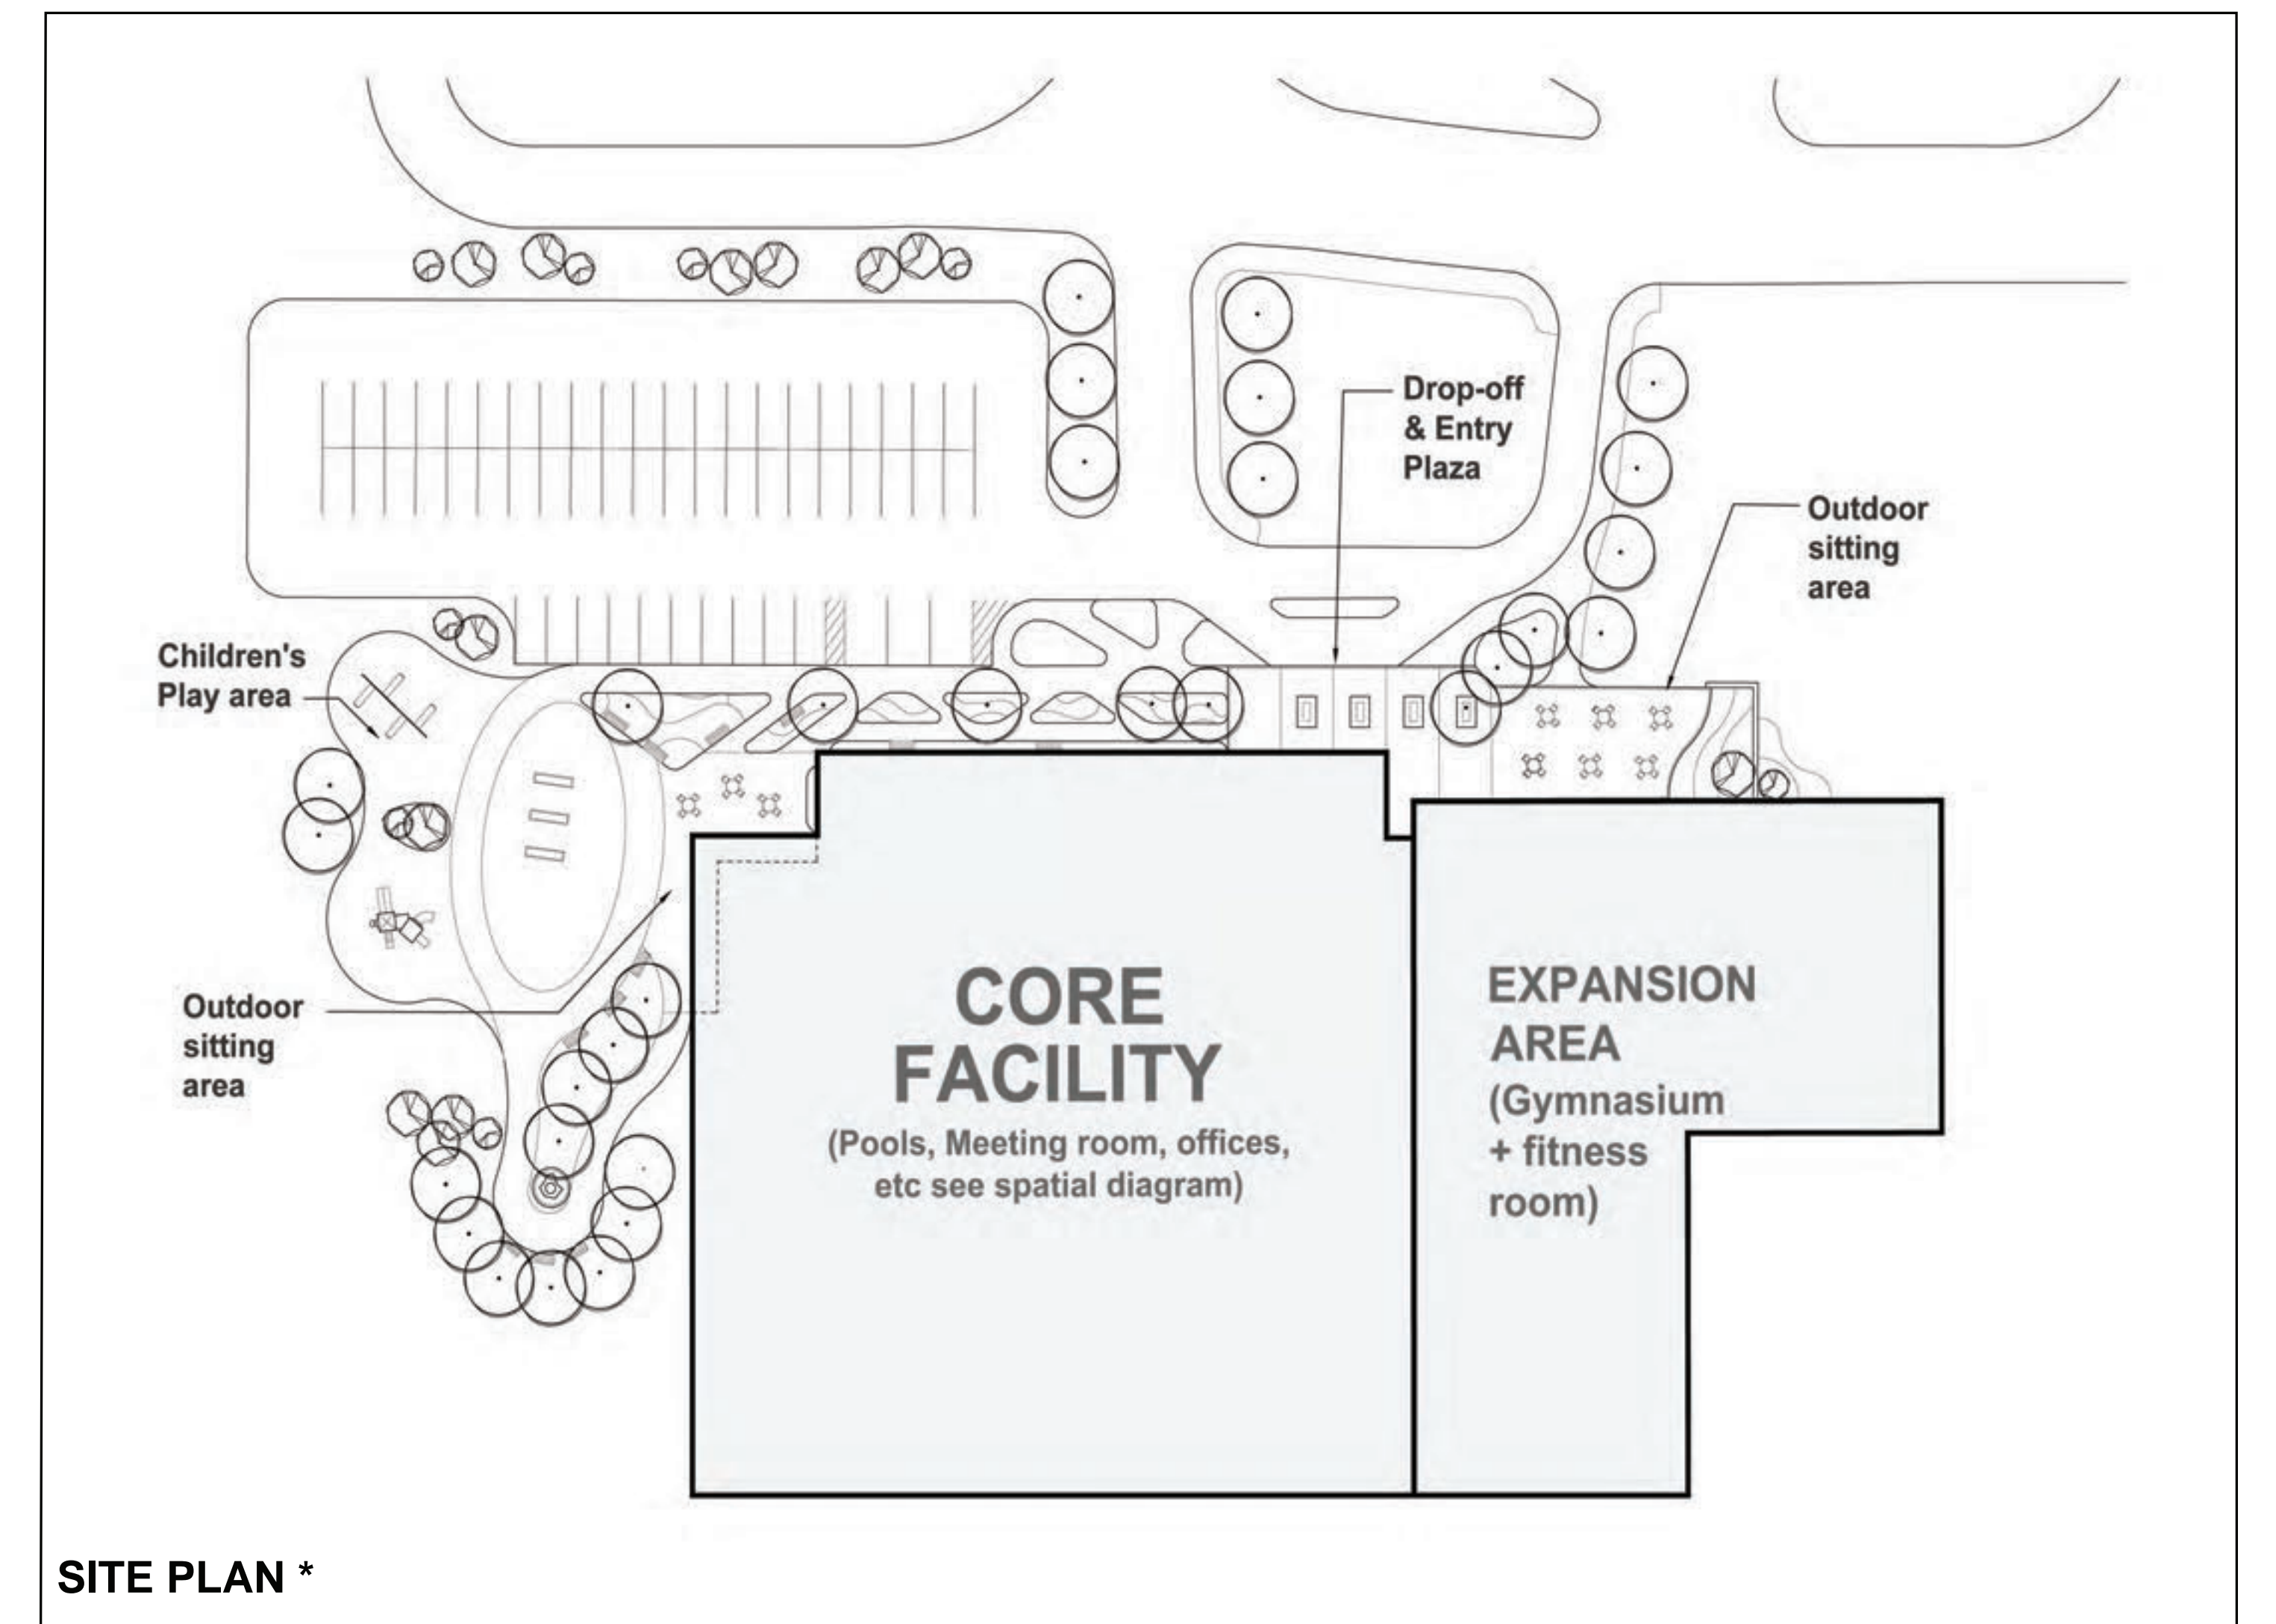 Drop-off
& Entry
Plaza
Outdoor
sitting
area
Children's
Play area
Outdoor
sitting
area
CORE
FACILITY
(Pools, Meeting room, offices,
etc see spatial diagram)
EXPANSION
AREA
(Gymnasium
+ fitness
room)
SITE PLAN *